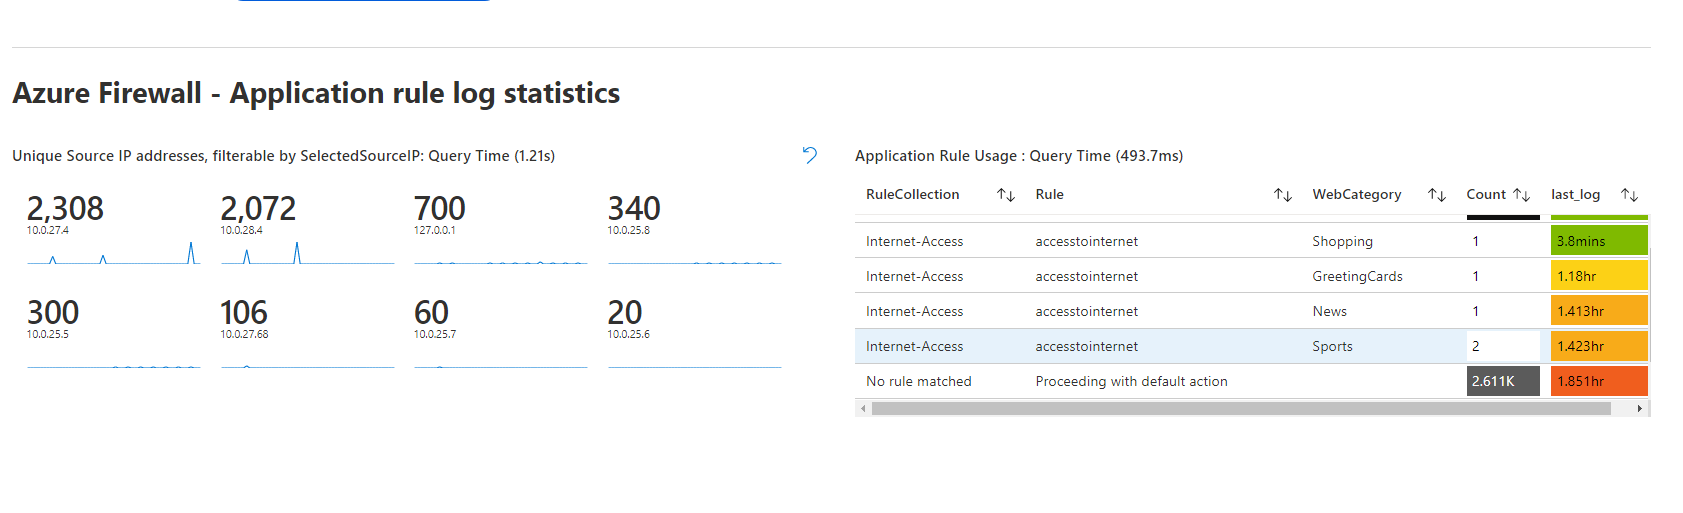 Azure Firewall - Application rule log statistics
Unique Source IP addresses, filterable by SelectedSourceIP: Query Time (1.21s)
2,308
10.0.27.4
2,072
10.0.28.4
700
127.0.0.1
340
10.0.25.8
300
10.0.25.5
106
10.0.27.68
60
10.0.25.7
20
10.0.25.6
Application Rule Usage : Query Time (493.7ms)
RuleCollection Rule WebCategory Count last_log
Internet-Access accesstointernet Shopping 1 3.8mins
Internet-Access accesstointernet GreetingCards 1 1.18hr
Internet-Access accesstointernet News 1 1.413hr
Internet-Access accesstointernet Sports 2 1.423hr
No rule matched Proceeding with default action 2.611K 1.851hr